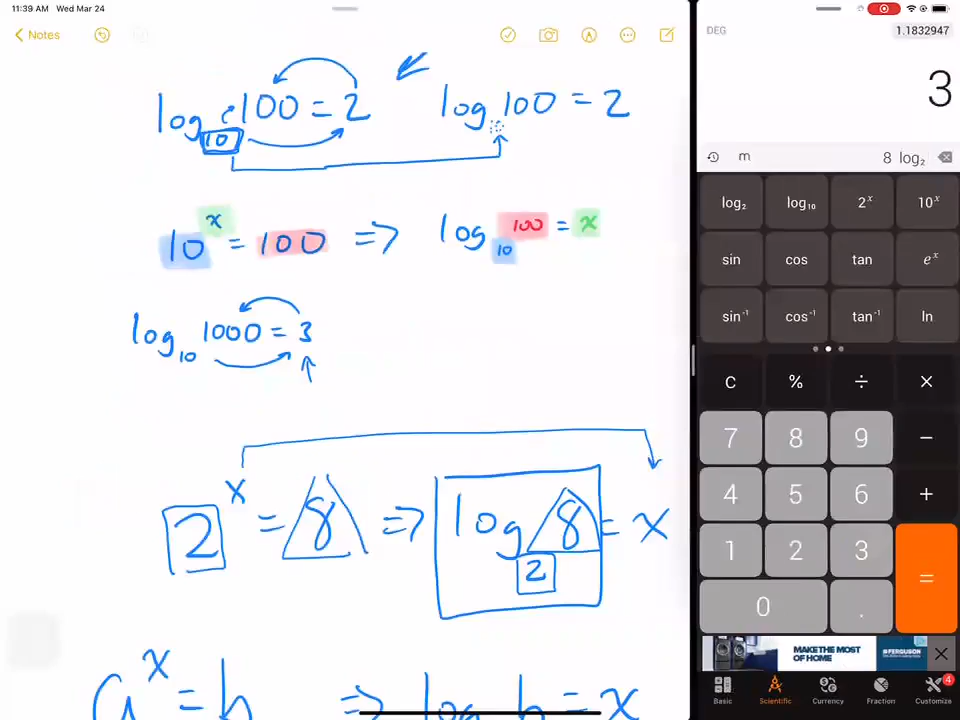 11:39 AM Wed Mar 24
Notes
log₁₀ 100 = 2
log 100 = 2
10ˣ = 100 => log₁₀ 100 = x
log₁₀ 1000 = 3
2ˣ = 8 => log₂ 8 = x
aˣ = b => log b = x
DEG
1.1832947
3
m
8 log₂
log₂ log₁₀ 2ˣ 10ˣ
sin cos tan eˣ
sin⁻¹ cos⁻¹ tan⁻¹ ln
C % ÷ ×
7 8 9 −
4 5 6 +
1 2 3 =
0 .
MAKE THE MOST
OF HOME
FERGUSON
4
Basic Scientific Currency Fraction Customize